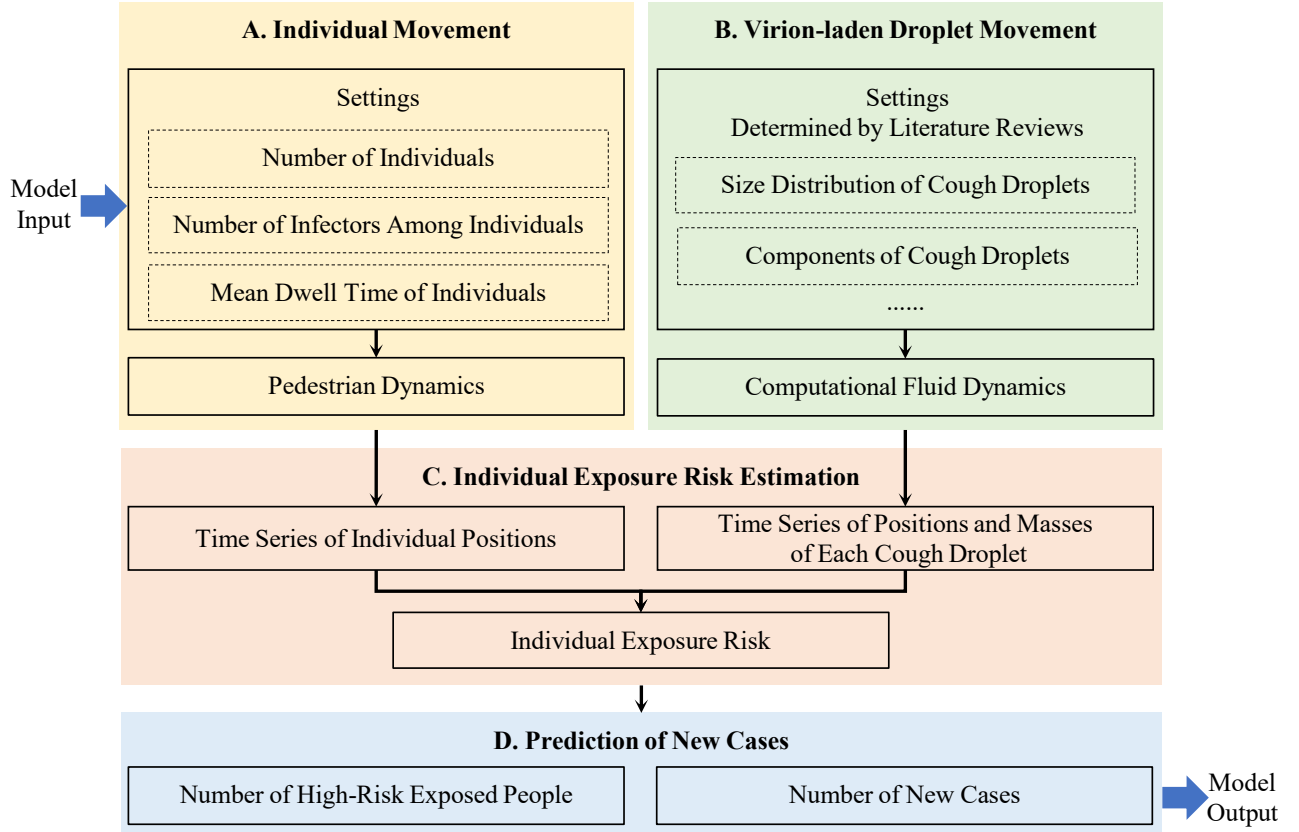 A. Individual Movement
Settings
Number of Individuals
Number of Infectors Among Individuals
Mean Dwell Time of Individuals
Pedestrian Dynamics
Model
Input
B. Virion-laden Droplet Movement
Settings
Determined by Literature Reviews
Size Distribution of Cough Droplets
Components of Cough Droplets
......
Computational Fluid Dynamics
C. Individual Exposure Risk Estimation
Time Series of Individual Positions
Time Series of Positions and Masses
of Each Cough Droplet
Individual Exposure Risk
D. Prediction of New Cases
Number of High-Risk Exposed People
Number of New Cases
Model
Output